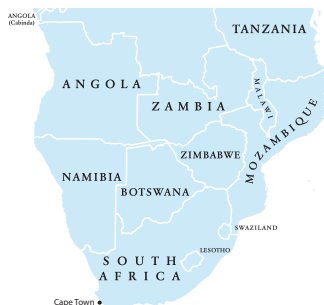 ANGOLA
(Cabinda)
TANZANIA
ANGOLA
MALAWI
ZAMBIA
MOZAMBIQUE
ZIMBABWE
NAMIBIA
BOTSWANA
SWAZILAND
LESOTHO
SOUTH
AFRICA
Cape Town